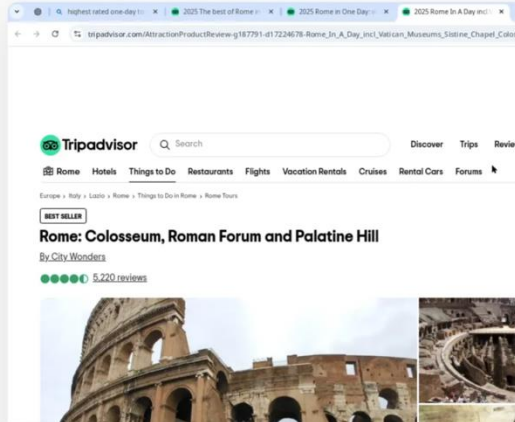 highest rated one-day to
2025 The best of Rome in
2025 Rome in One Day
2025 Rome In A Day incl
tripadvisor.com/AttractionProductReview-g187791-d17224678-Rome_In_A_Day_incl_Vatican_Museums_Sistine_Chapel_Colos
Tripadvisor
Search
Discover Trips Revie
Rome Hotels Things to Do Restaurants Flights Vacation Rentals Cruises Rental Cars Forums
Europe › Italy › Lazio › Rome › Things to Do in Rome › Rome Tours
BEST SELLER
Rome: Colosseum, Roman Forum and Palatine Hill
By City Wonders
5,220 reviews